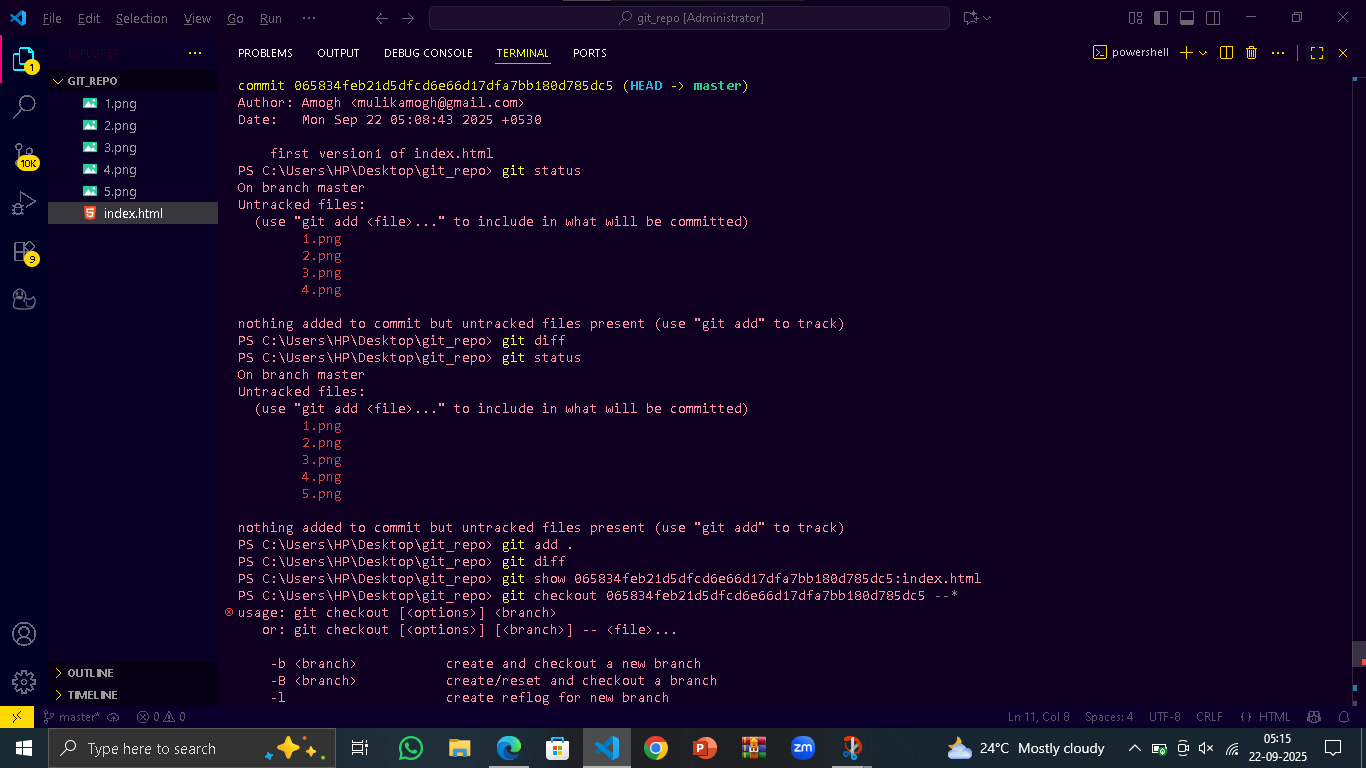 File Edit Selection View Go Run ··· git_repo [Administrator]
EXPLORER ···
PROBLEMS OUTPUT DEBUG CONSOLE TERMINAL PORTS
powershell
GIT_REPO
1.png
2.png
3.png
4.png
5.png
index.html
1
10K
9
OUTLINE
TIMELINE
commit 065834feb21d5dfcd6e66d17dfa7bb180d785dc5 (HEAD -> master)
Author: Amogh <mulikamogh@gmail.com>
Date:   Mon Sep 22 05:08:43 2025 +0530
first version1 of index.html
PS C:\Users\HP\Desktop\git_repo> git status
On branch master
Untracked files:
(use "git add <file>..." to include in what will be committed)
1.png
2.png
3.png
4.png
nothing added to commit but untracked files present (use "git add" to track)
PS C:\Users\HP\Desktop\git_repo> git diff
PS C:\Users\HP\Desktop\git_repo> git status
On branch master
Untracked files:
(use "git add <file>..." to include in what will be committed)
1.png
2.png
3.png
4.png
5.png
nothing added to commit but untracked files present (use "git add" to track)
PS C:\Users\HP\Desktop\git_repo> git add .
PS C:\Users\HP\Desktop\git_repo> git diff
PS C:\Users\HP\Desktop\git_repo> git show 065834feb21d5dfcd6e66d17dfa7bb180d785dc5:index.html
PS C:\Users\HP\Desktop\git_repo> git checkout 065834feb21d5dfcd6e66d17dfa7bb180d785dc5 --*
usage: git checkout [<options>] <branch>
or: git checkout [<options>] [<branch>] -- <file>...
-b <branch>           create and checkout a new branch
-B <branch>           create/reset and checkout a branch
-l                    create reflog for new branch
master* 0 0 Ln 11, Col 8 Spaces: 4 UTF-8 CRLF {} HTML
Type here to search
zm
24°C Mostly cloudy
05:15
22-09-2025